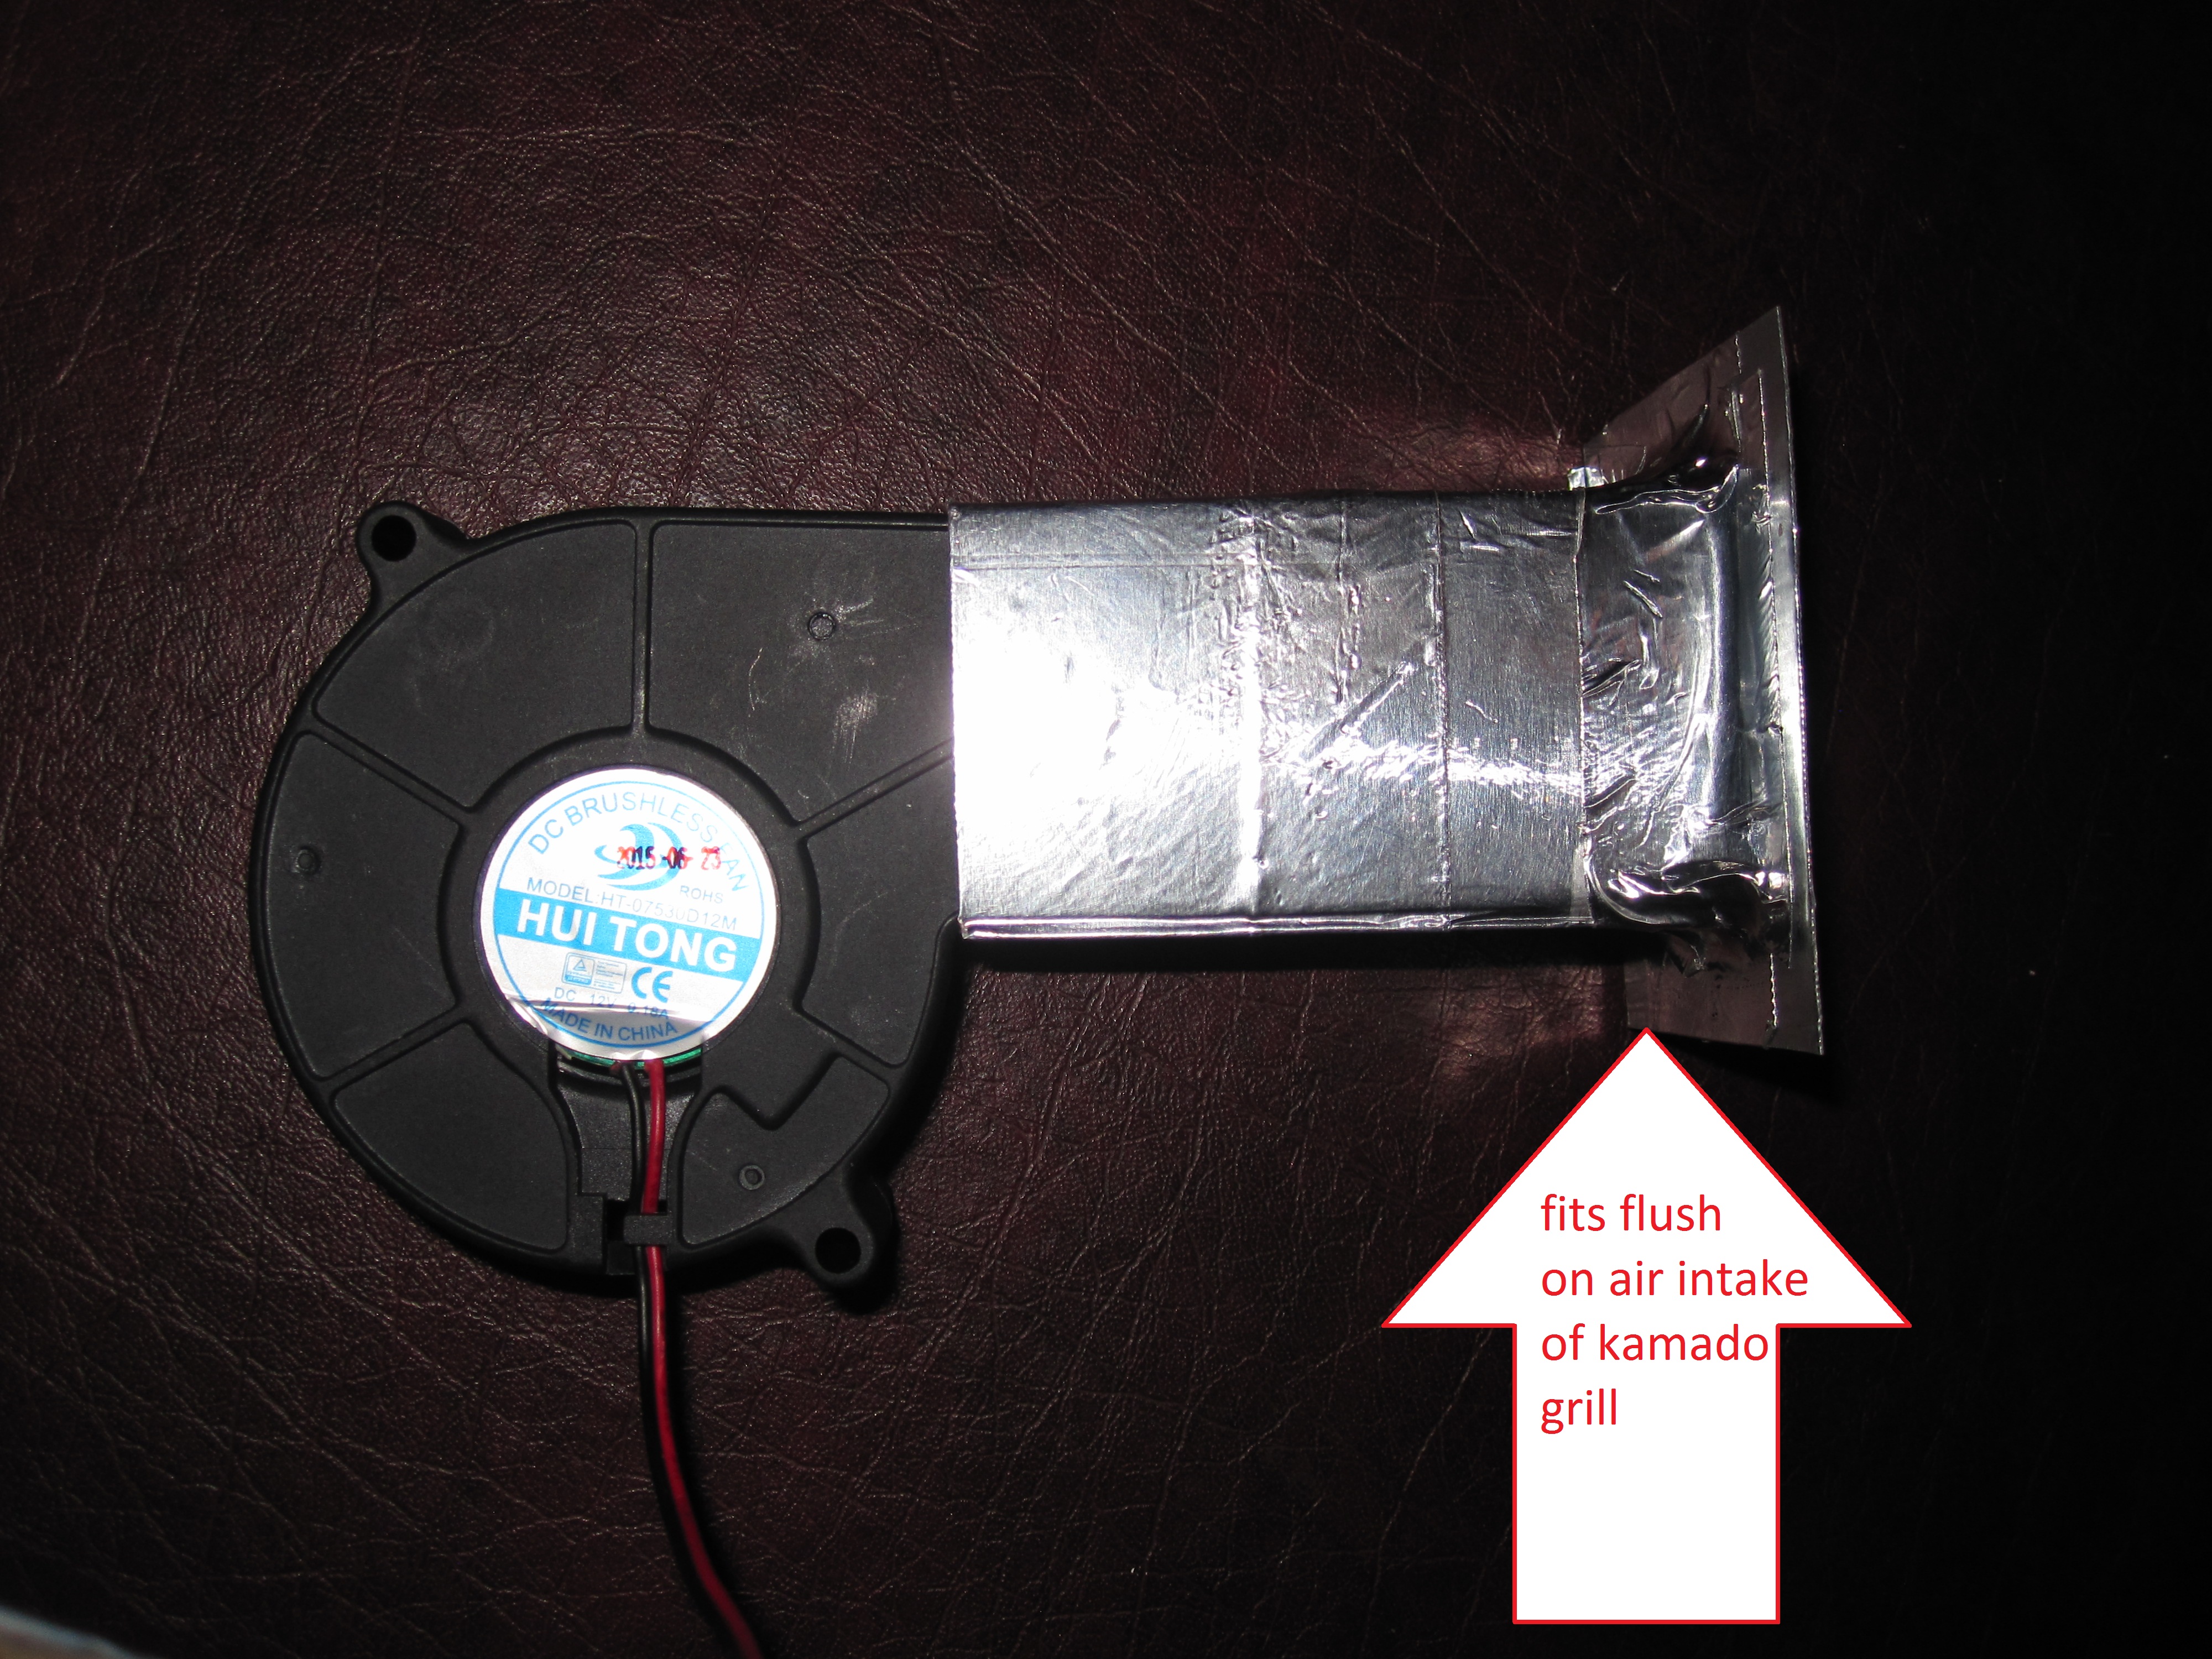 DC BRUSHLESS FAN
2015-06-23
ROHS
MODEL:HT-07530D12M
HUI TONG
CE
DC 12V 0.18A
MADE IN CHINA
fits flush
on air intake
of kamado
grill